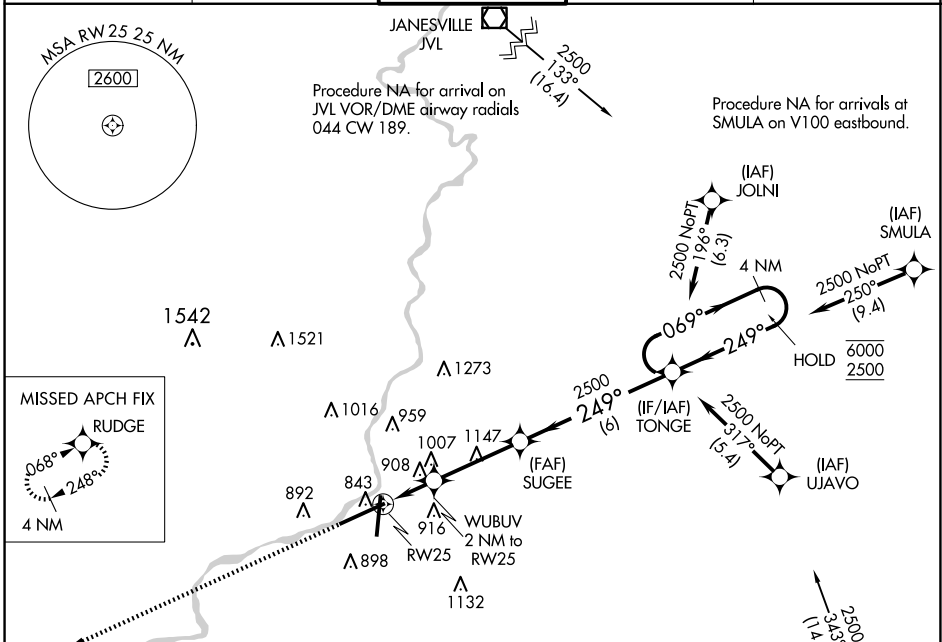 MSA RW25 25 NM
2600
JANESVILLE
JVL
2500
133°
(16.4)
Procedure NA for arrival on
JVL VOR/DME airway radials
044 CW 189.
Procedure NA for arrivals at
SMULA on V100 eastbound.
(IAF)
JOLNI
2500 NoPT
196°
(6.3)
(IAF)
SMULA
2500 NoPT
250°
(9.4)
4 NM
069°
249°
HOLD
6000
2500
(IF/IAF)
TONGE
2500
249°
(6)
2500 NoPT
317°
(5.4)
(IAF)
UJAVO
(FAF)
SUGEE
1542
1521
1273
1016
959
1007
1147
908
843
892
916
WUBUV
2 NM to
RW25
RW25
898
1132
MISSED APCH FIX
RUDGE
068°
248°
4 NM
2500
343°
(14